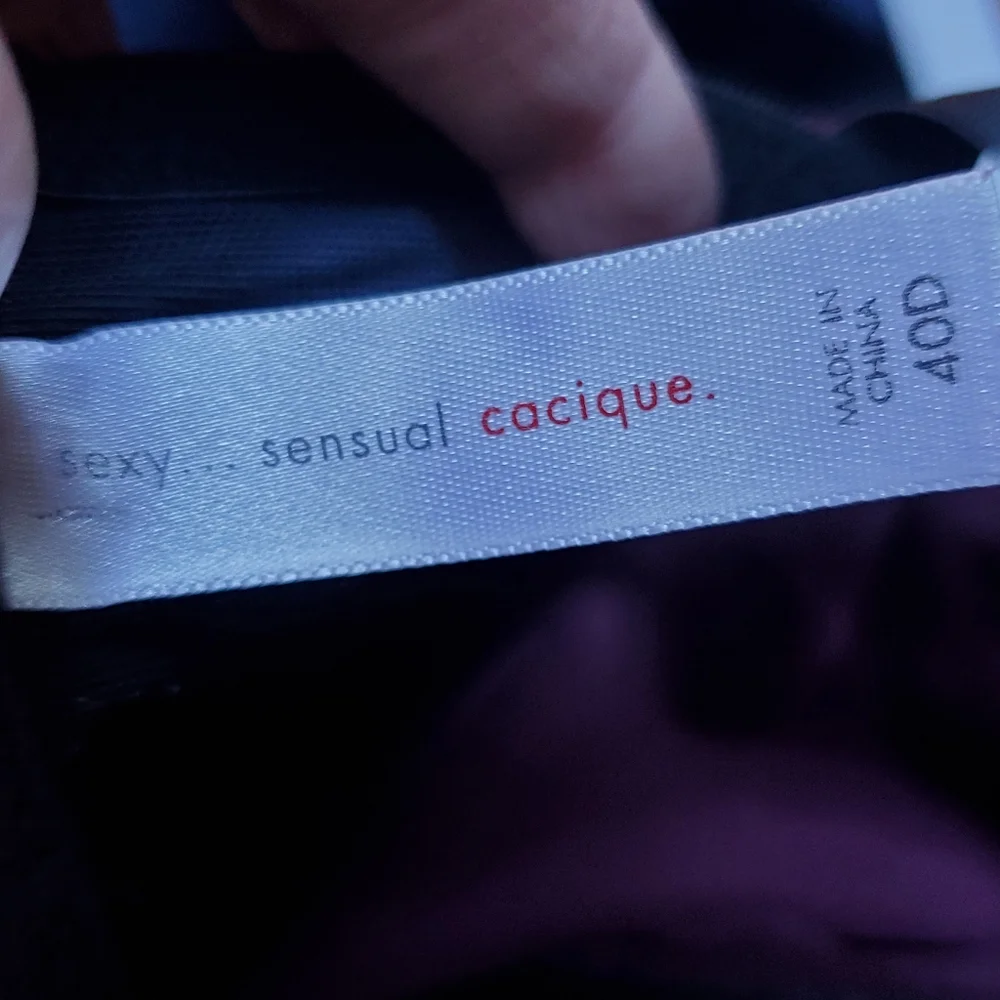 sexy... sensual cacique.
MADE IN
CHINA
40D